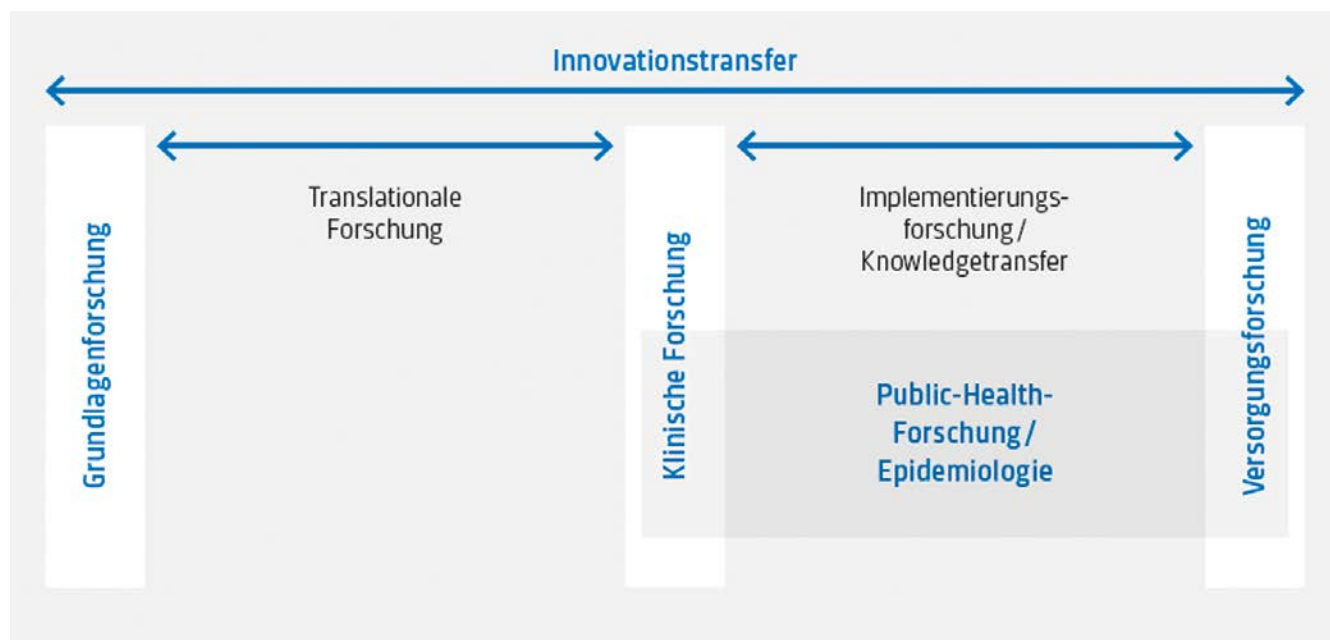 Innovationstransfer
Grundlagenforschung
Translationale
Forschung
Klinische Forschung
Implementierungs-
forschung /
Knowledgetransfer
Public-Health-
Forschung /
Epidemiologie
Versorgungsforschung